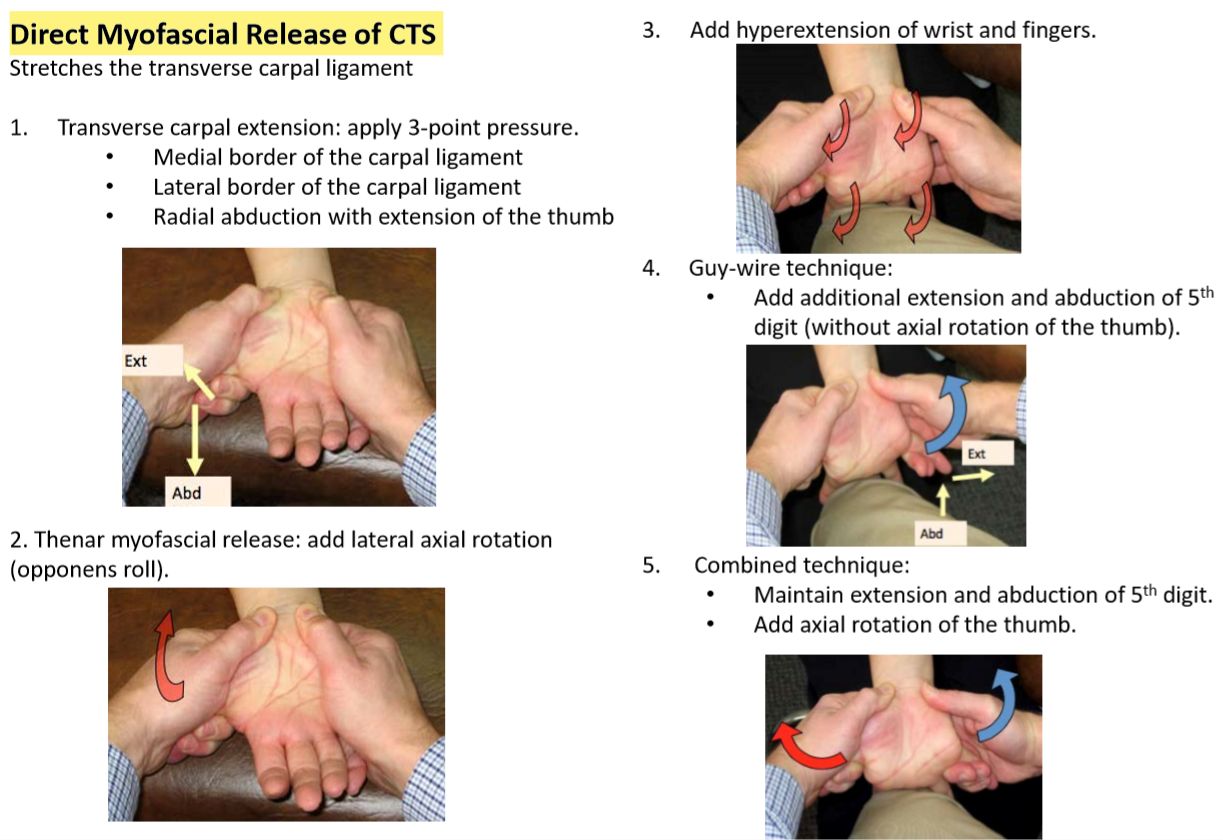 Direct Myofascial Release of CTS
Stretches the transverse carpal ligament
1. Transverse carpal extension: apply 3-point pressure.
• Medial border of the carpal ligament
• Lateral border of the carpal ligament
• Radial abduction with extension of the thumb
Ext
Abd
2. Thenar myofascial release: add lateral axial rotation
(opponens roll).
3. Add hyperextension of wrist and fingers.
4. Guy-wire technique:
• Add additional extension and abduction of 5th
digit (without axial rotation of the thumb).
Ext
Abd
5. Combined technique:
• Maintain extension and abduction of 5th digit.
• Add axial rotation of the thumb.